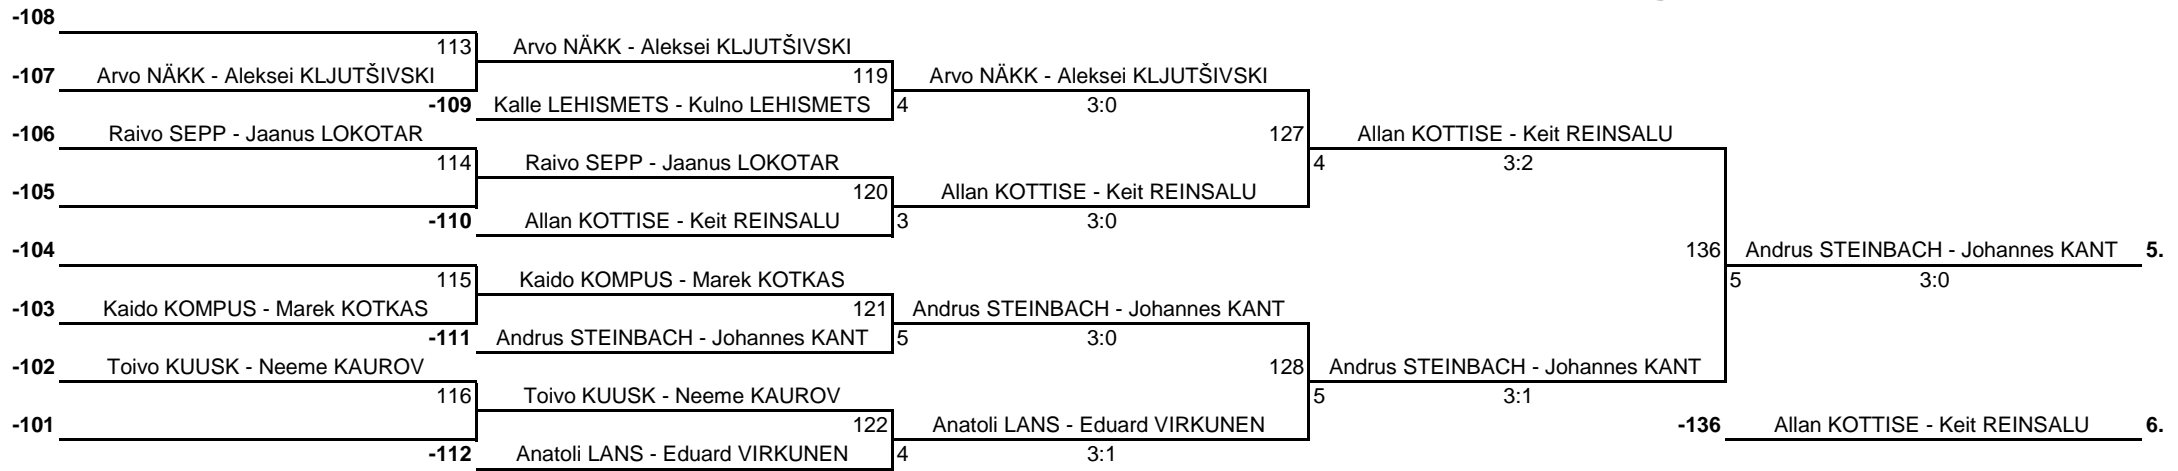 -108
113 Arvo NÄKK - Aleksei KLJUTŠIVSKI
-107 Arvo NÄKK - Aleksei KLJUTŠIVSKI 119 Arvo NÄKK - Aleksei KLJUTŠIVSKI
-109 Kalle LEHISMETS - Kulno LEHISMETS 4 3:0
-106 Raivo SEPP - Jaanus LOKOTAR 127 Allan KOTTISE - Keit REINSALU
114 Raivo SEPP - Jaanus LOKOTAR 4 3:2
-105 120 Allan KOTTISE - Keit REINSALU
-110 Allan KOTTISE - Keit REINSALU 3 3:0
-104 136 Andrus STEINBACH - Johannes KANT 5.
115 Kaido KOMPUS - Marek KOTKAS 5 3:0
-103 Kaido KOMPUS - Marek KOTKAS 121 Andrus STEINBACH - Johannes KANT
-111 Andrus STEINBACH - Johannes KANT 5 3:0
-102 Toivo KUUSK - Neeme KAUROV 128 Andrus STEINBACH - Johannes KANT
116 Toivo KUUSK - Neeme KAUROV 5 3:1
-101 122 Anatoli LANS - Eduard VIRKUNEN -136 Allan KOTTISE - Keit REINSALU 6.
-112 Anatoli LANS - Eduard VIRKUNEN 4 3:1